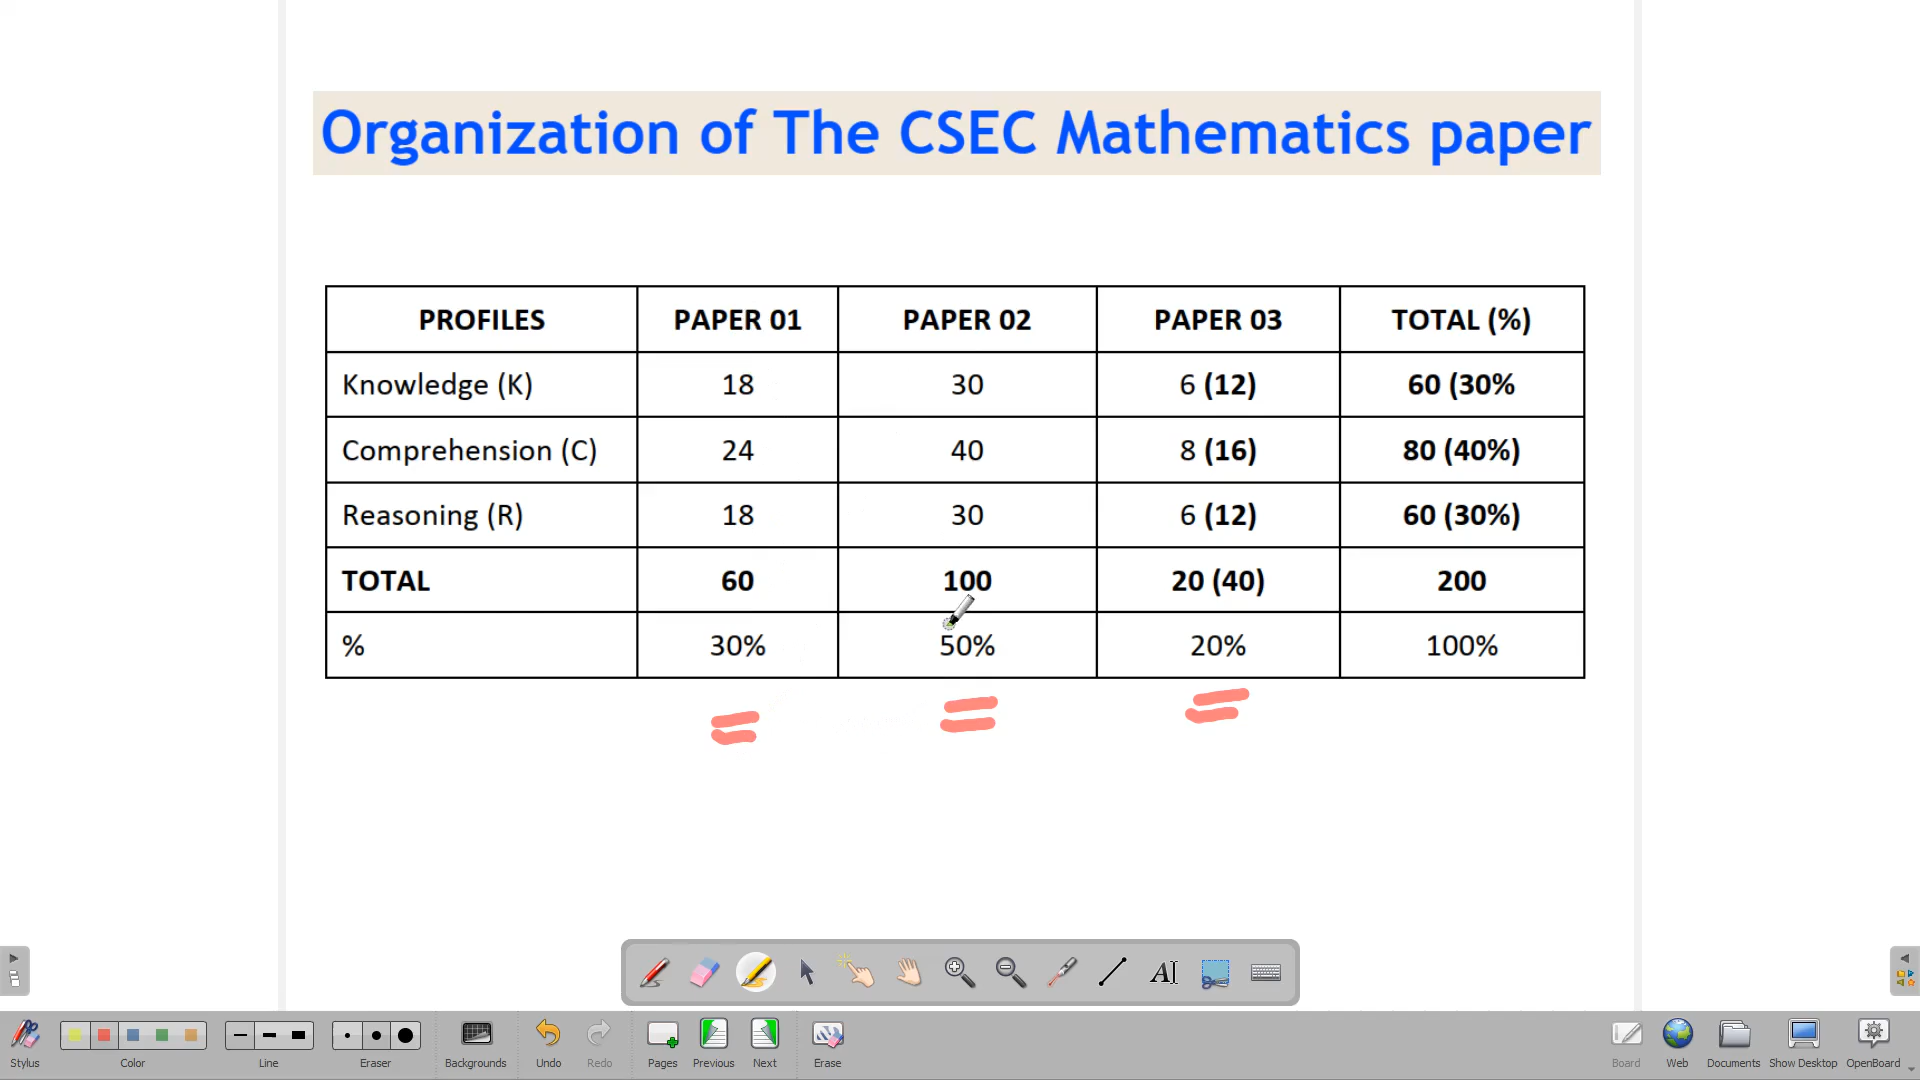 Organization of The CSEC Mathematics paper
PROFILES PAPER 01 PAPER 02 PAPER 03 TOTAL (%)
Knowledge (K) 18 30 6 (12) 60 (30%
Comprehension (C) 24 40 8 (16) 80 (40%)
Reasoning (R) 18 30 6 (12) 60 (30%)
TOTAL 60 100 20 (40) 200
% 30% 50% 20% 100%
AI
Stylus Color Line Eraser Backgrounds Undo Redo Pages Previous Next Erase Board Web Documents Show Desktop OpenBoard